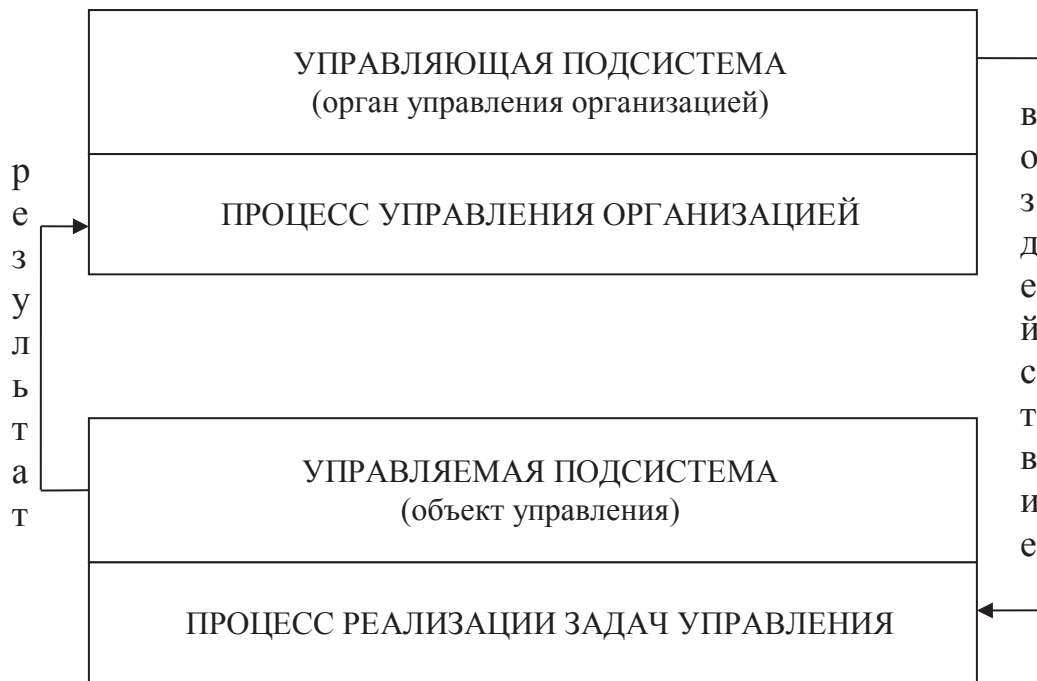 УПРАВЛЯЮЩАЯ ПОДСИСТЕМА
(орган управления организацией)
ПРОЦЕСС УПРАВЛЕНИЯ ОРГАНИЗАЦИЕЙ
результат
воздействие
УПРАВЛЯЕМАЯ ПОДСИСТЕМА
(объект управления)
ПРОЦЕСС РЕАЛИЗАЦИИ ЗАДАЧ УПРАВЛЕНИЯ